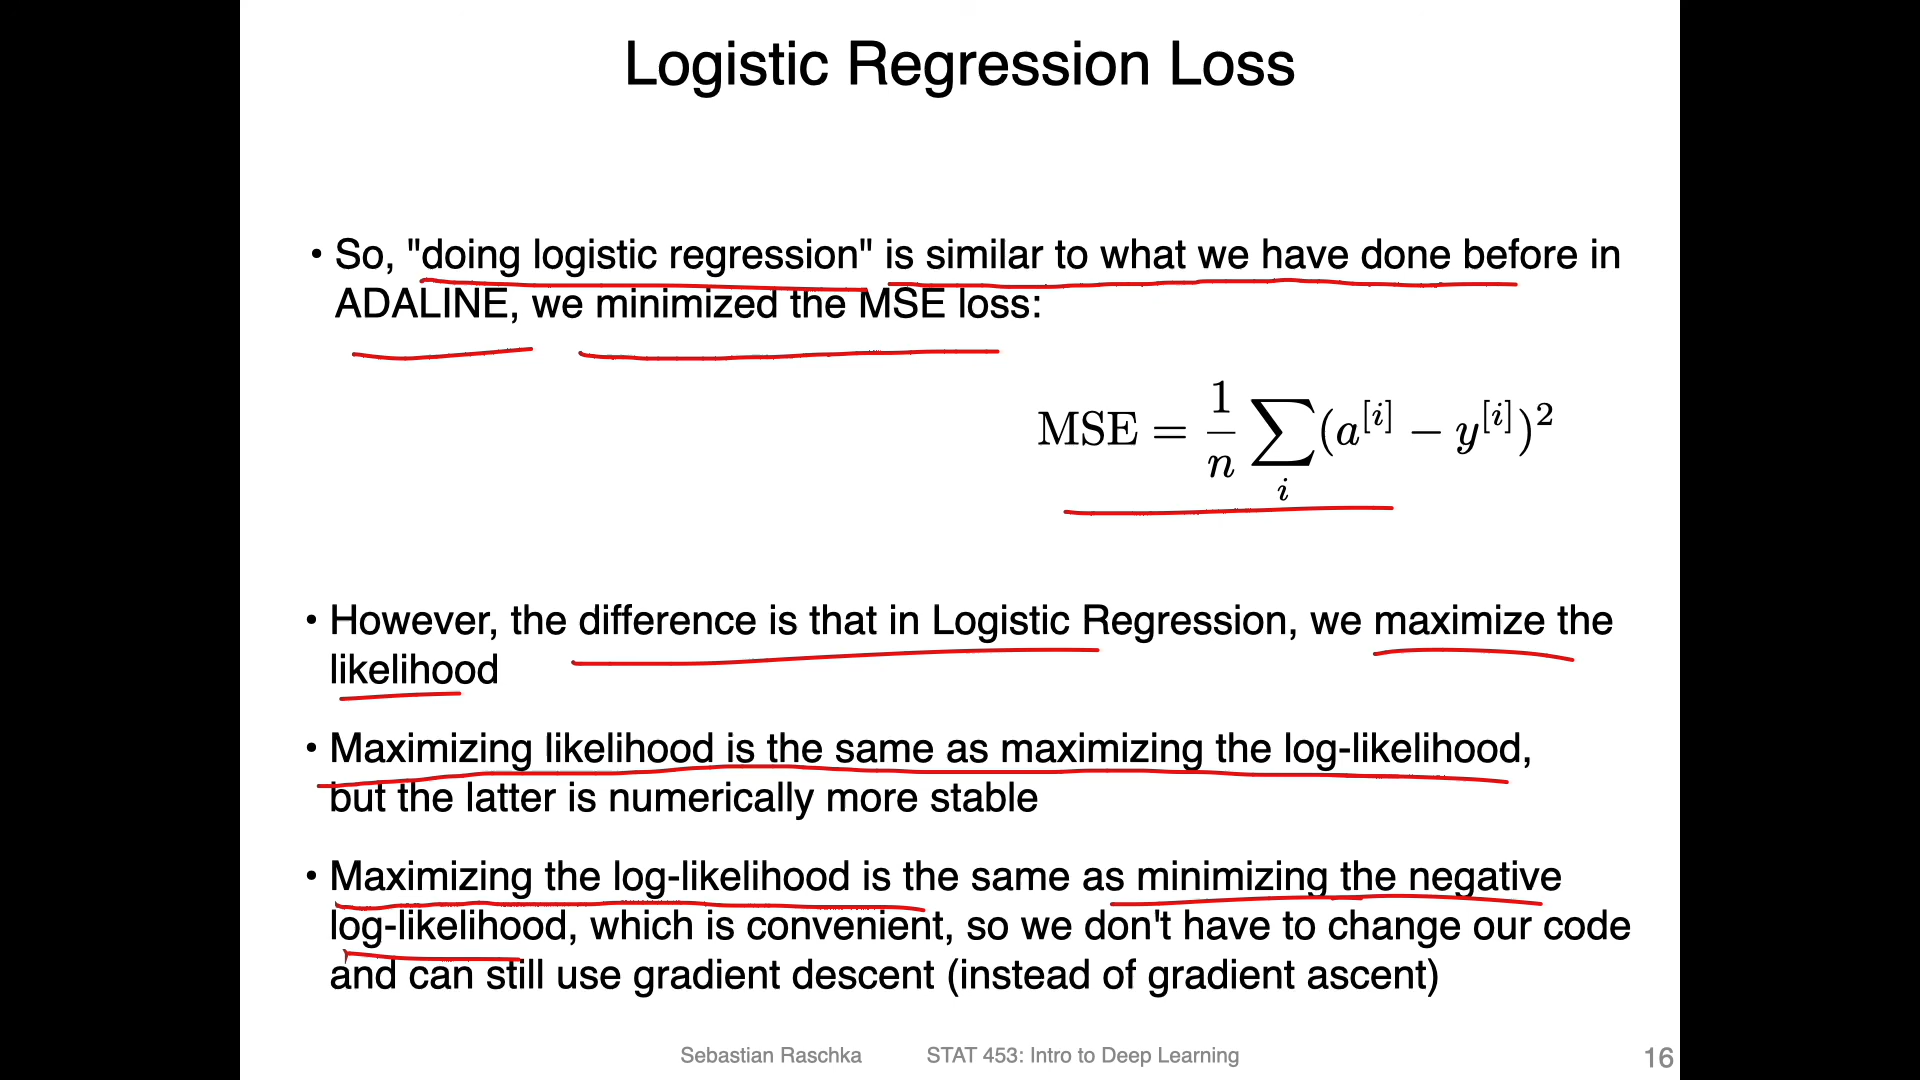 Logistic Regression Loss
• So, "doing logistic regression" is similar to what we have done before in
ADALINE, we minimized the MSE loss:
MSE = \frac{1}{n} \sum_{i} (a^{[i]} - y^{[i]})^2
• However, the difference is that in Logistic Regression, we maximize the
likelihood
• Maximizing likelihood is the same as maximizing the log-likelihood,
but the latter is numerically more stable
• Maximizing the log-likelihood is the same as minimizing the negative
log-likelihood, which is convenient, so we don't have to change our code
and can still use gradient descent (instead of gradient ascent)
Sebastian Raschka STAT 453: Intro to Deep Learning 16